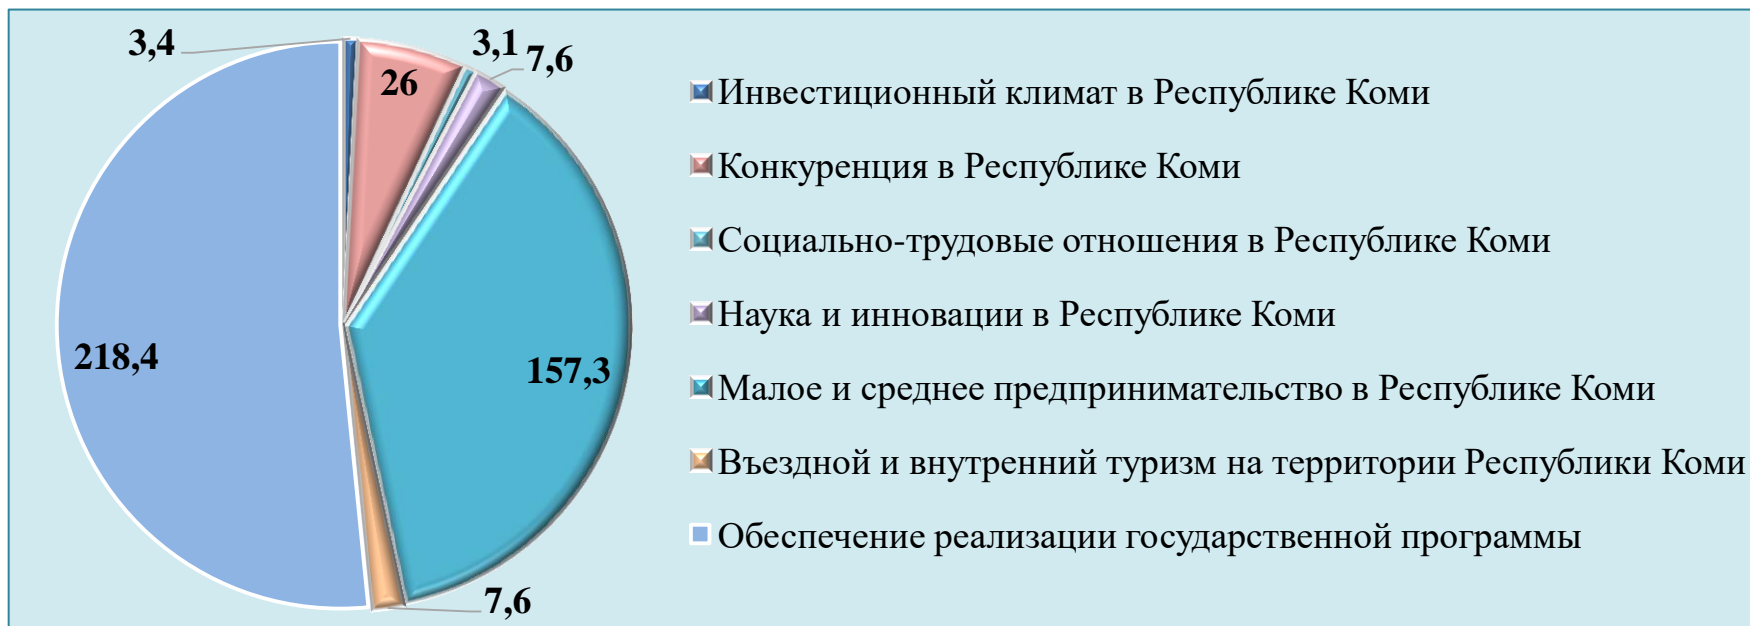 3,4
26
3,1
7,6
157,3
7,6
218,4
Инвестиционный климат в Республике Коми
Конкуренция в Республике Коми
Социально-трудовые отношения в Республике Коми
Наука и инновации в Республике Коми
Малое и среднее предпринимательство в Республике Коми
Въездной и внутренний туризм на территории Республики Коми
Обеспечение реализации государственной программы